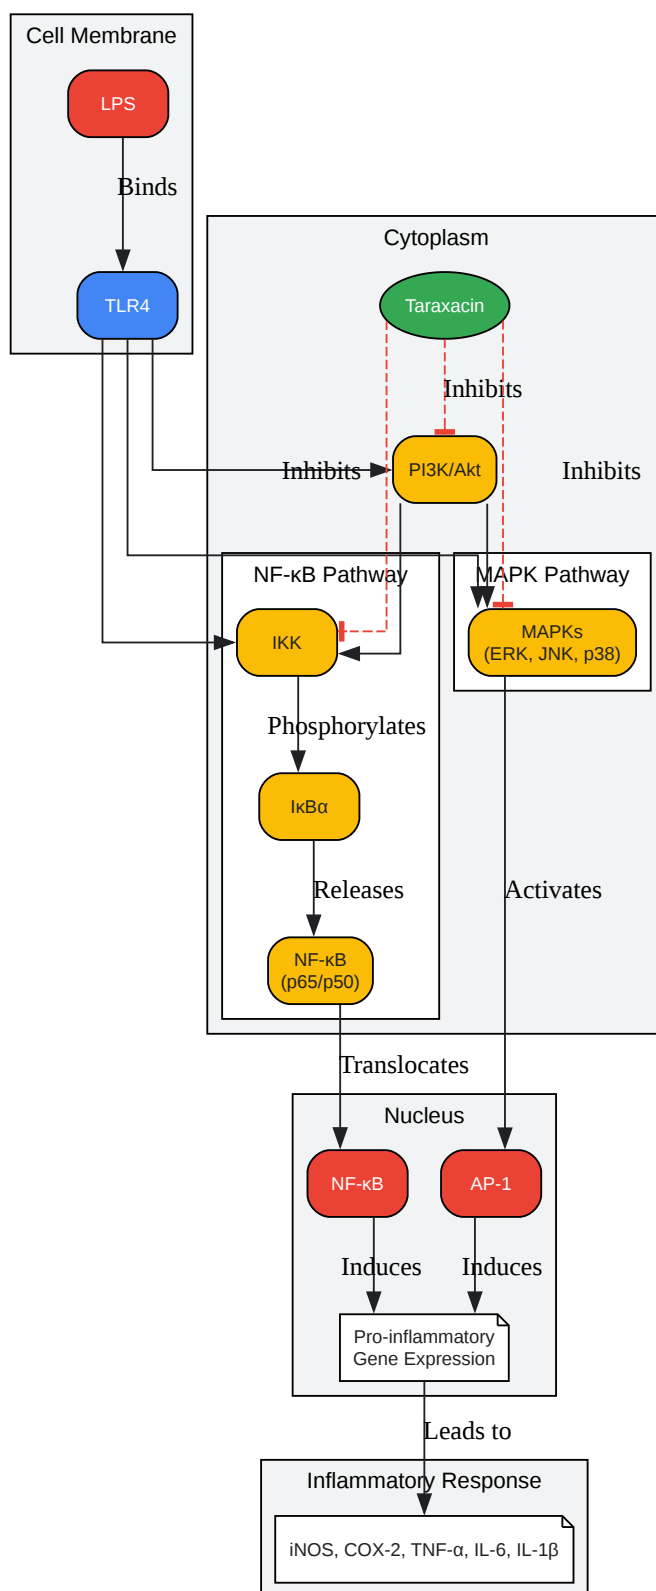 Cell Membrane
LPS
Binds
TLR4
Cytoplasm
Taraxacin
Inhibits
Inhibits
PI3K/Akt
Inhibits
NF-κB Pathway
MAPK Pathway
IKK
MAPKs
(ERK, JNK, p38)
Phosphorylates
IκBα
Releases
Activates
NF-κB
(p65/p50)
Translocates
Nucleus
NF-κB
AP-1
Induces
Induces
Pro-inflammatory
Gene Expression
Leads to
Inflammatory Response
iNOS, COX-2, TNF-α, IL-6, IL-1β